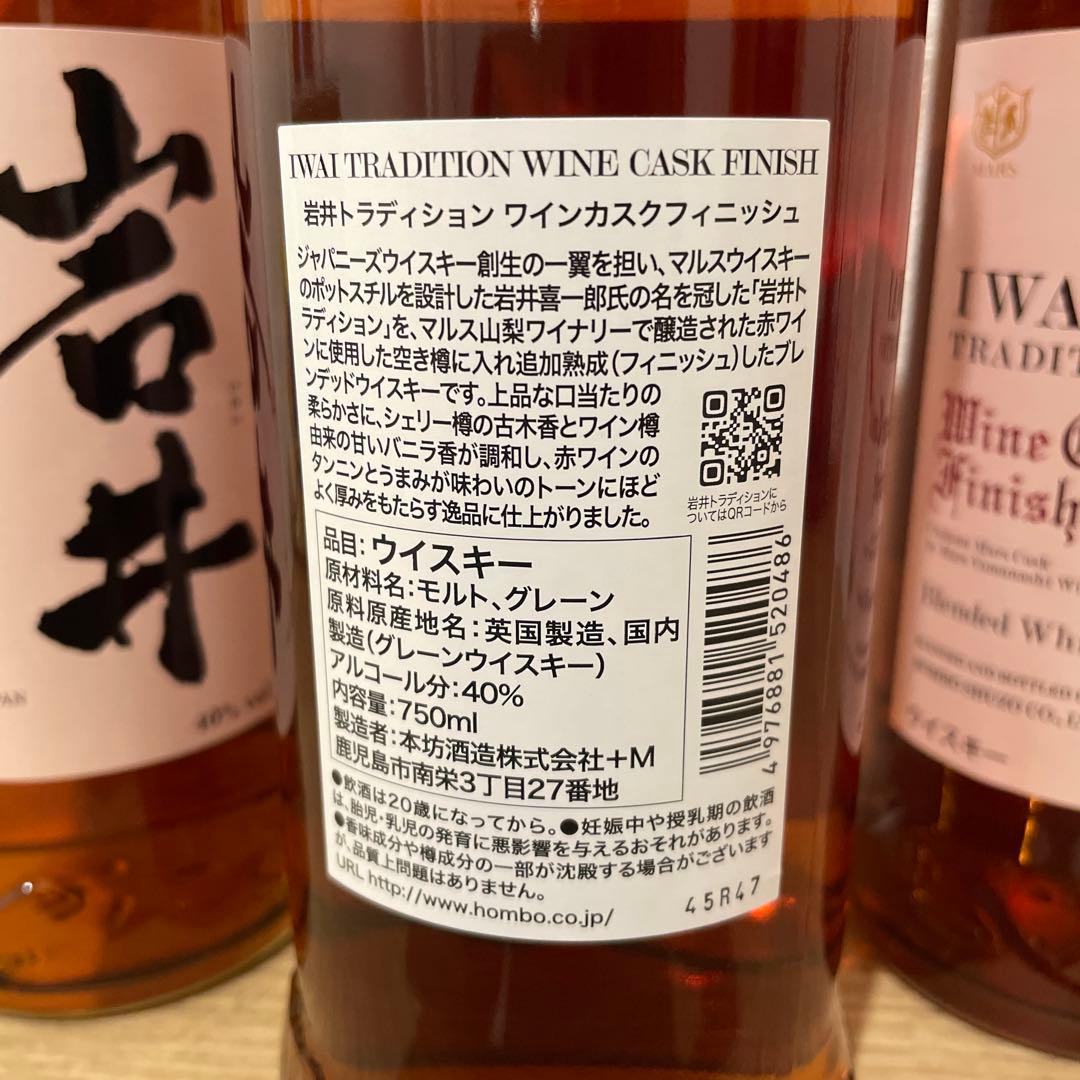 岩井
40%
IWAI TRADITION WINE CASK FINISH
岩井トラディション ワインカスクフィニッシュ
ジャパニーズウイスキー創生の一翼を担い、マルスウイスキー
のポットスチルを設計した岩井喜一郎氏の名を冠した「岩井ト
ラディション」を、マルス山梨ワイナリーで醸造された赤ワイ
ンに使用した空き樽に入れ追加熟成(フィニッシュ)したブレ
ンデッドウイスキーです。上品な口当たりの
柔らかさに、シェリー樽の古木香とワイン樽
由来の甘いバニラ香が調和し、赤ワインの
タンニンとうまみが味わいのトーンにほど
よく厚みをもたらす逸品に仕上がりました。
岩井トラディションに
ついてはQRコードから
品目:ウイスキー
原材料名:モルト、グレーン
原料原産地名:英国製造、国内
製造(グレーンウイスキー)
アルコール分:40%
内容量:750ml
製造者:本坊酒造株式会社+M
鹿児島市南栄3丁目27番地
4976881520486
●飲酒は20歳になってから。●妊娠中や授乳期の飲酒
は、胎児・乳児の発育に悪影響を与えるおそれがあります。
●香味成分や樽成分の一部が沈殿する場合がございます
が、品質上問題はありません。
URL http://www.hombo.co.jp/
45R47
MARS
IWA
TRADIT
Wine
Finish
Blended Whi
ウイスキー